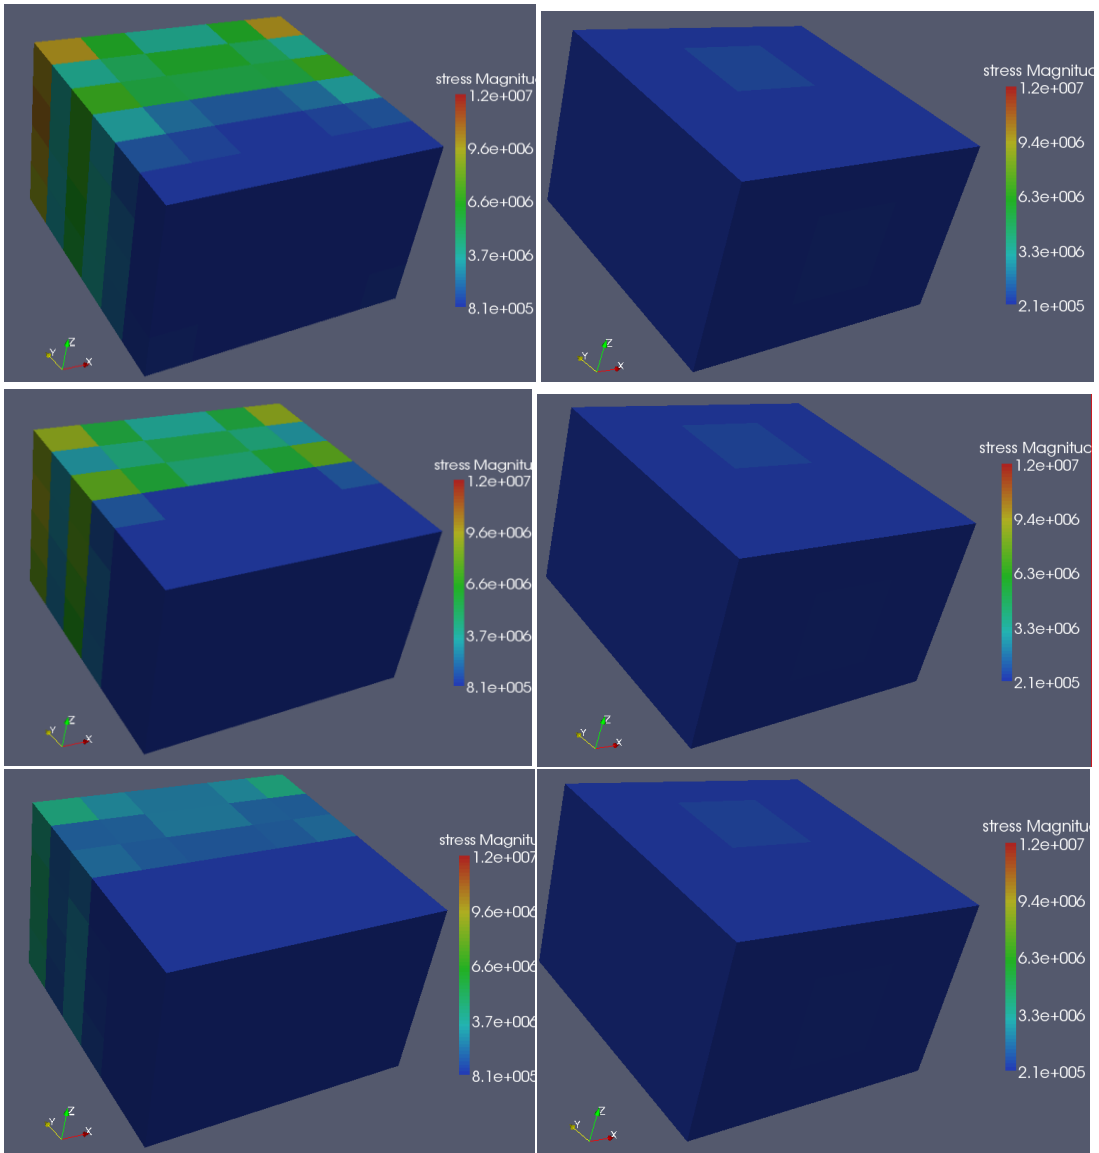 stress Magnitu
1.2e+007
9.6e+006
6.6e+006
3.7e+006
8.1e+005
Z
Y
X
stress Magnituc
1.2e+007
9.4e+006
6.3e+006
3.3e+006
2.1e+005
Z
Y
X
stress Magnitu
1.2e+007
9.6e+006
6.6e+006
3.7e+006
8.1e+005
Z
Y
X
stress Magnituc
1.2e+007
9.4e+006
6.3e+006
3.3e+006
2.1e+005
Z
Y
X
stress Magnitu
1.2e+007
9.6e+006
6.6e+006
3.7e+006
8.1e+005
Z
Y
X
stress Magnitu
1.2e+007
9.4e+006
6.3e+006
3.3e+006
2.1e+005
Z
Y
X